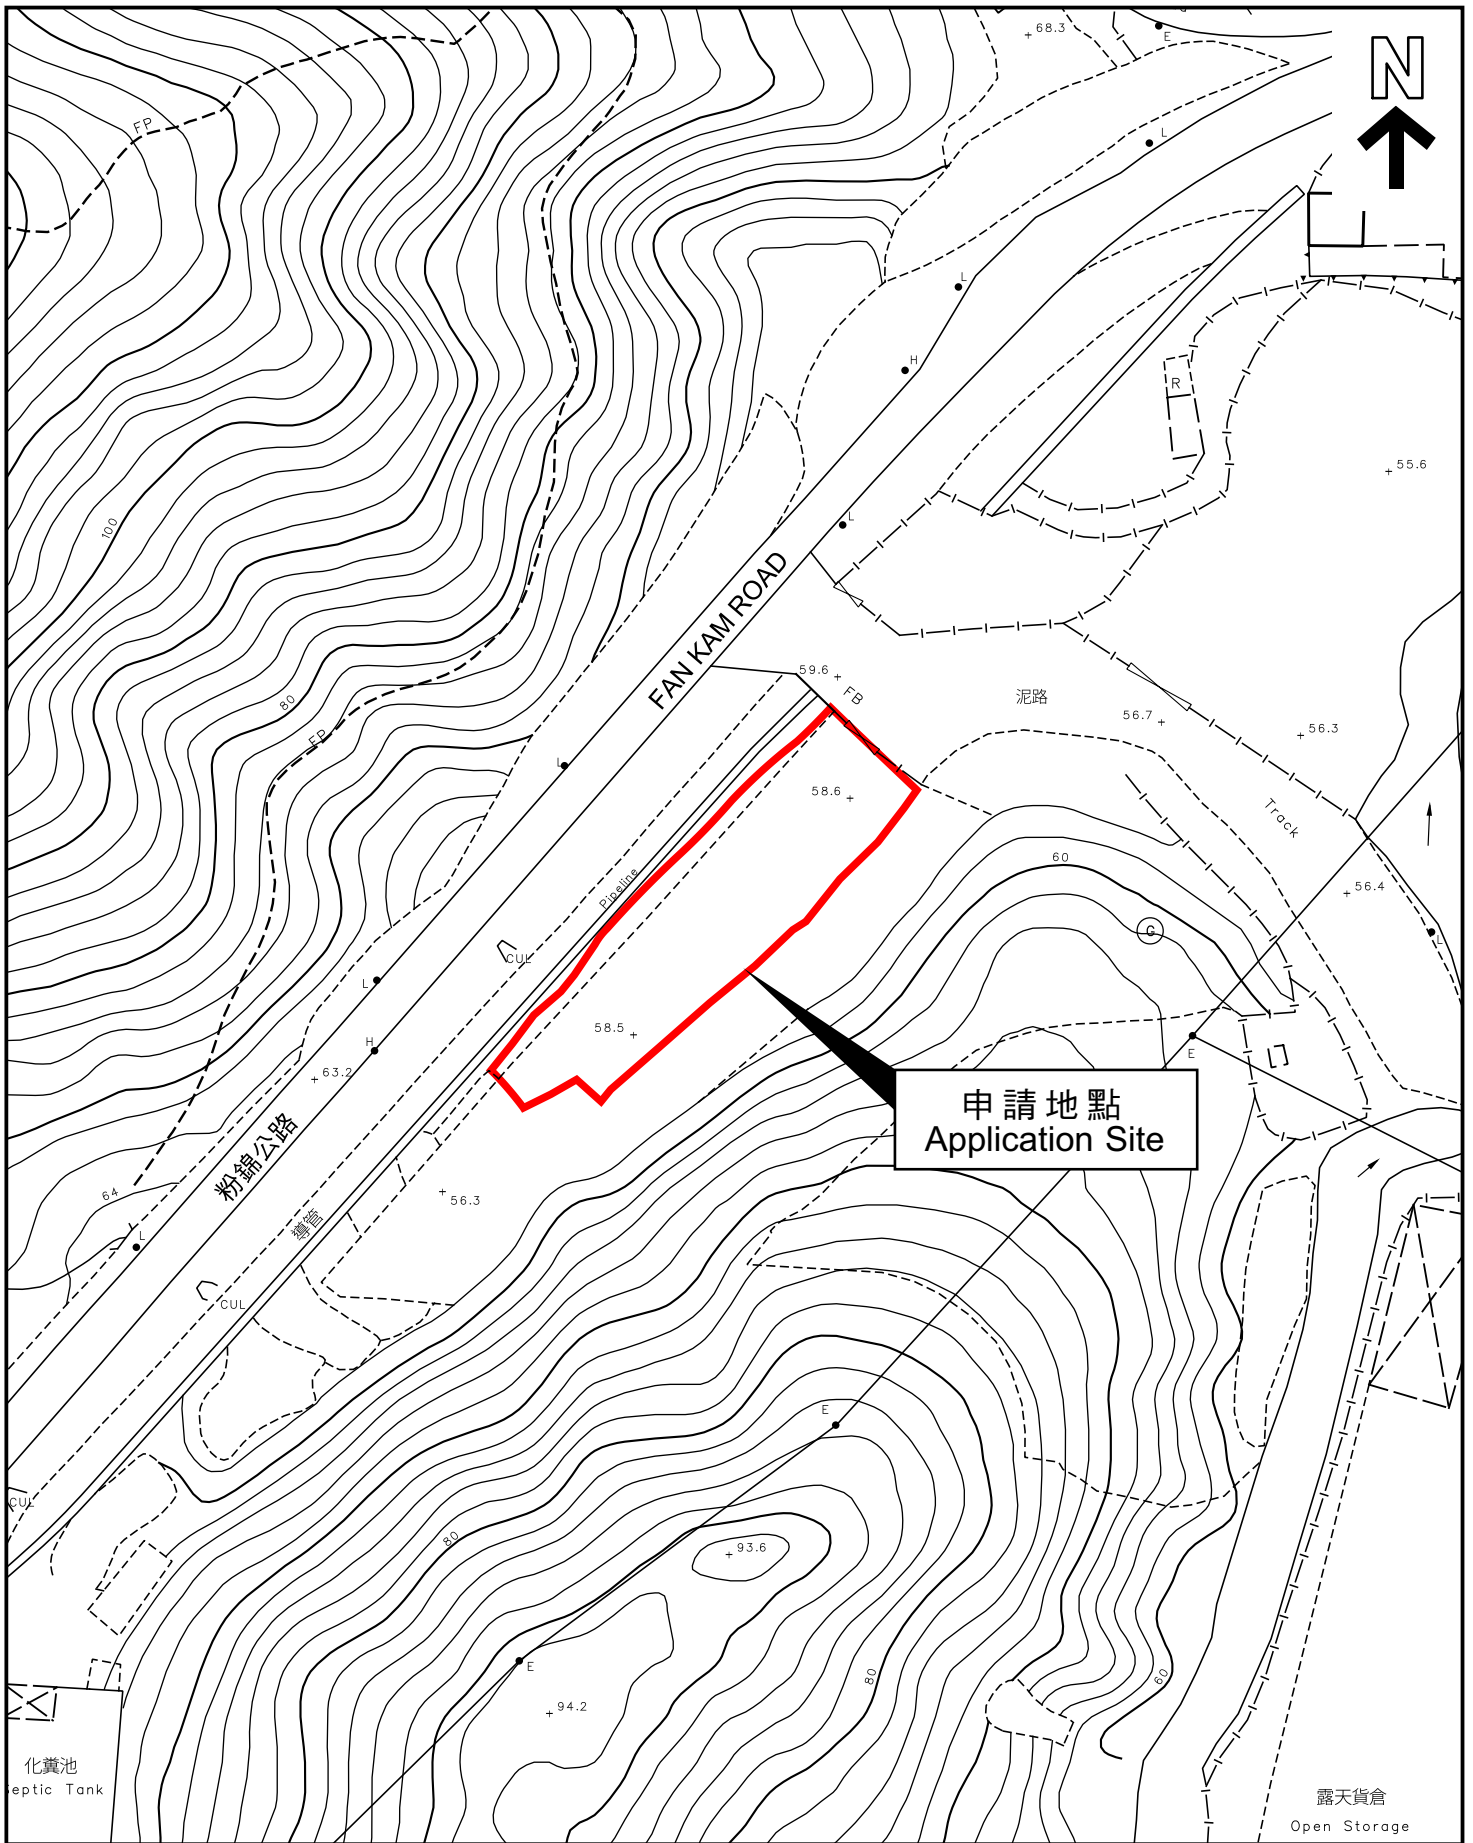 68.3
E
N
FP
L
L
H
R
55.6
L
100
FAN KAM ROAD
59.6
FB
泥路
56.7
56.3
80
FP
L
58.6
Track
60
Pipeline
56.4
G
L
CUL
L
58.5
H
E
63.2
申請地點
Application Site
粉錦公路
64
56.3
導管
L
CUL
E
CUL
80
93.6
E
80
60
94.2
化糞池
Septic Tank
露天貨倉
Open Storage